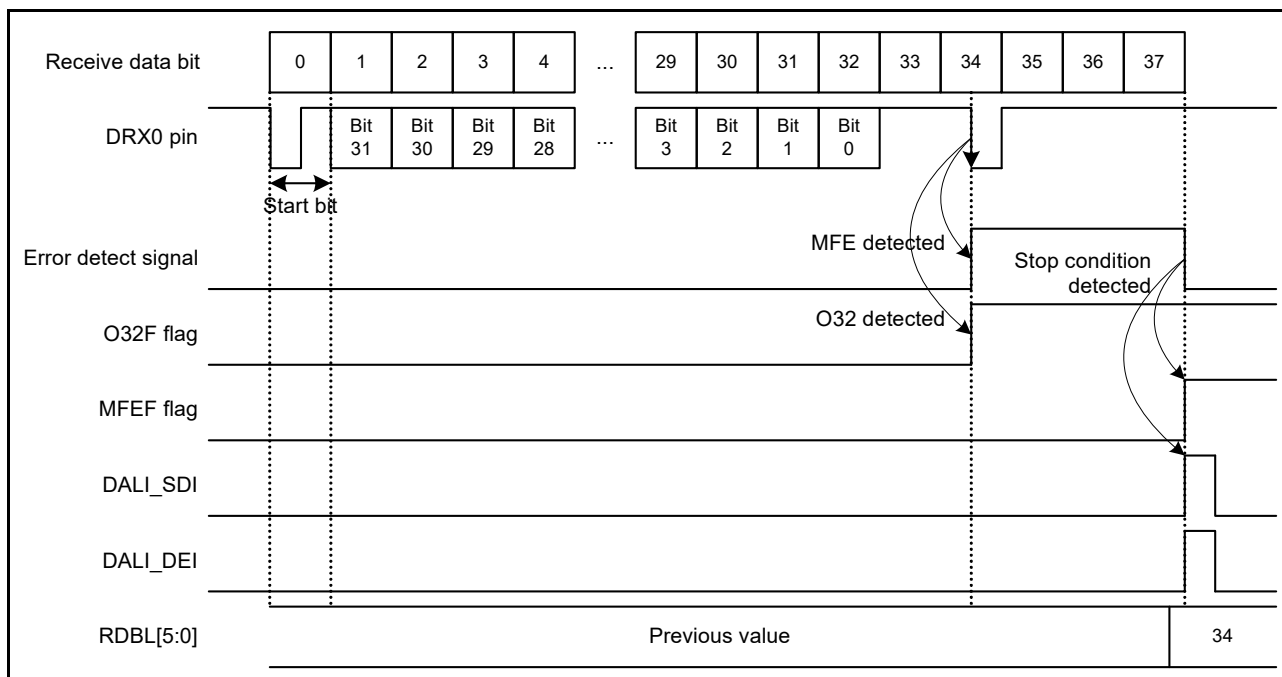 Receive data bit 0 1 2 3 4 ... 29 30 31 32 33 34 35 36 37
DRX0 pin Bit 31 Bit 30 Bit 29 Bit 28 ... Bit 3 Bit 2 Bit 1 Bit 0
Start bit
Error detect signal MFE detected Stop condition detected
O32F flag O32 detected
MFEF flag
DALI_SDI
DALI_DEI
RDBL[5:0] Previous value 34